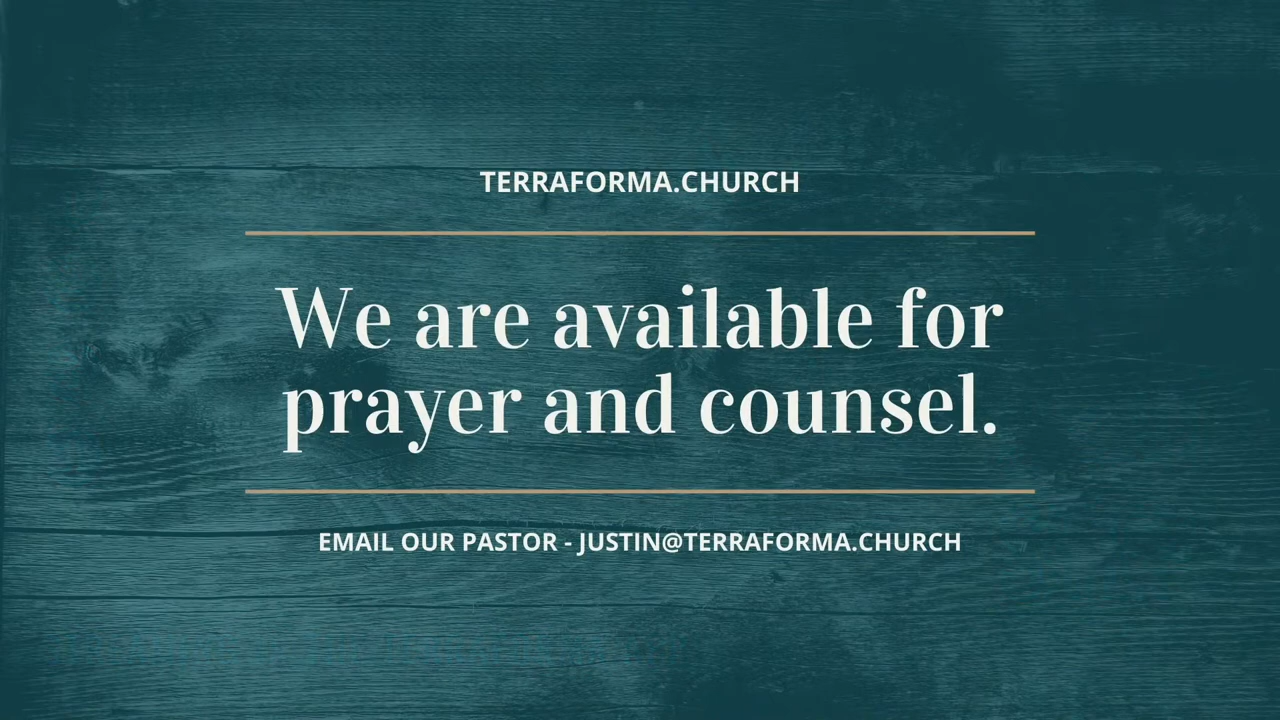 TERRAFORMA.CHURCH
We are available for
prayer and counsel.
EMAIL OUR PASTOR - JUSTIN@TERRAFORMA.CHURCH